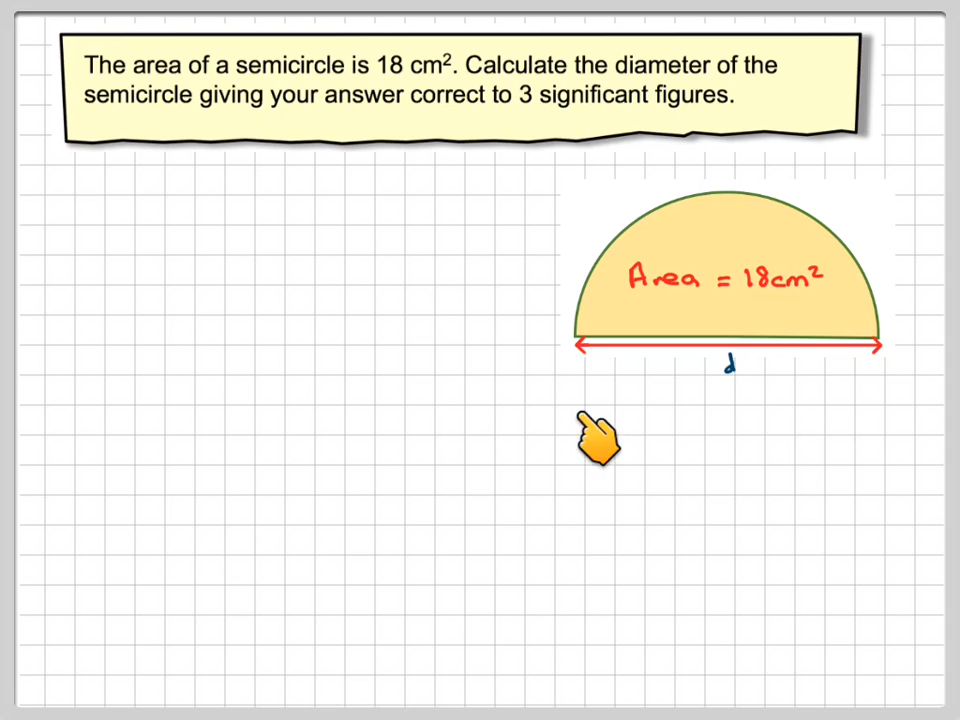 The area of a semicircle is 18 cm². Calculate the diameter of the
semicircle giving your answer correct to 3 significant figures.
Area = 18cm²
d